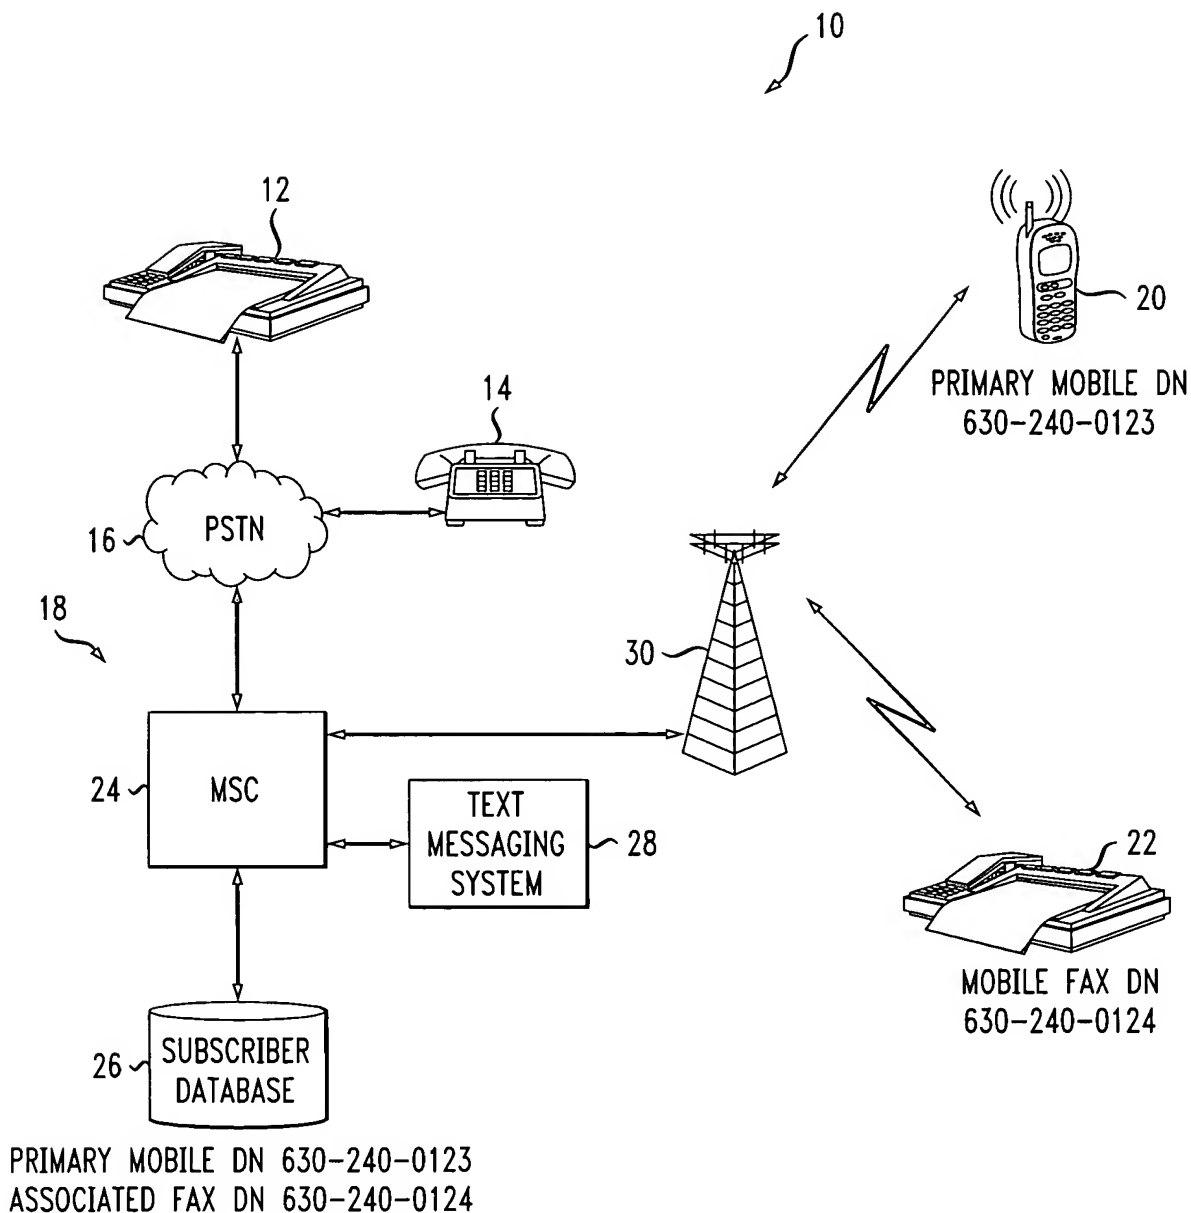 10
12
20
PRIMARY MOBILE DN
630-240-0123
14
16
PSTN
18
30
24
MSC
TEXT
MESSAGING
SYSTEM
28
22
MOBILE FAX DN
630-240-0124
26
SUBSCRIBER
DATABASE
PRIMARY MOBILE DN 630-240-0123
ASSOCIATED FAX DN 630-240-0124